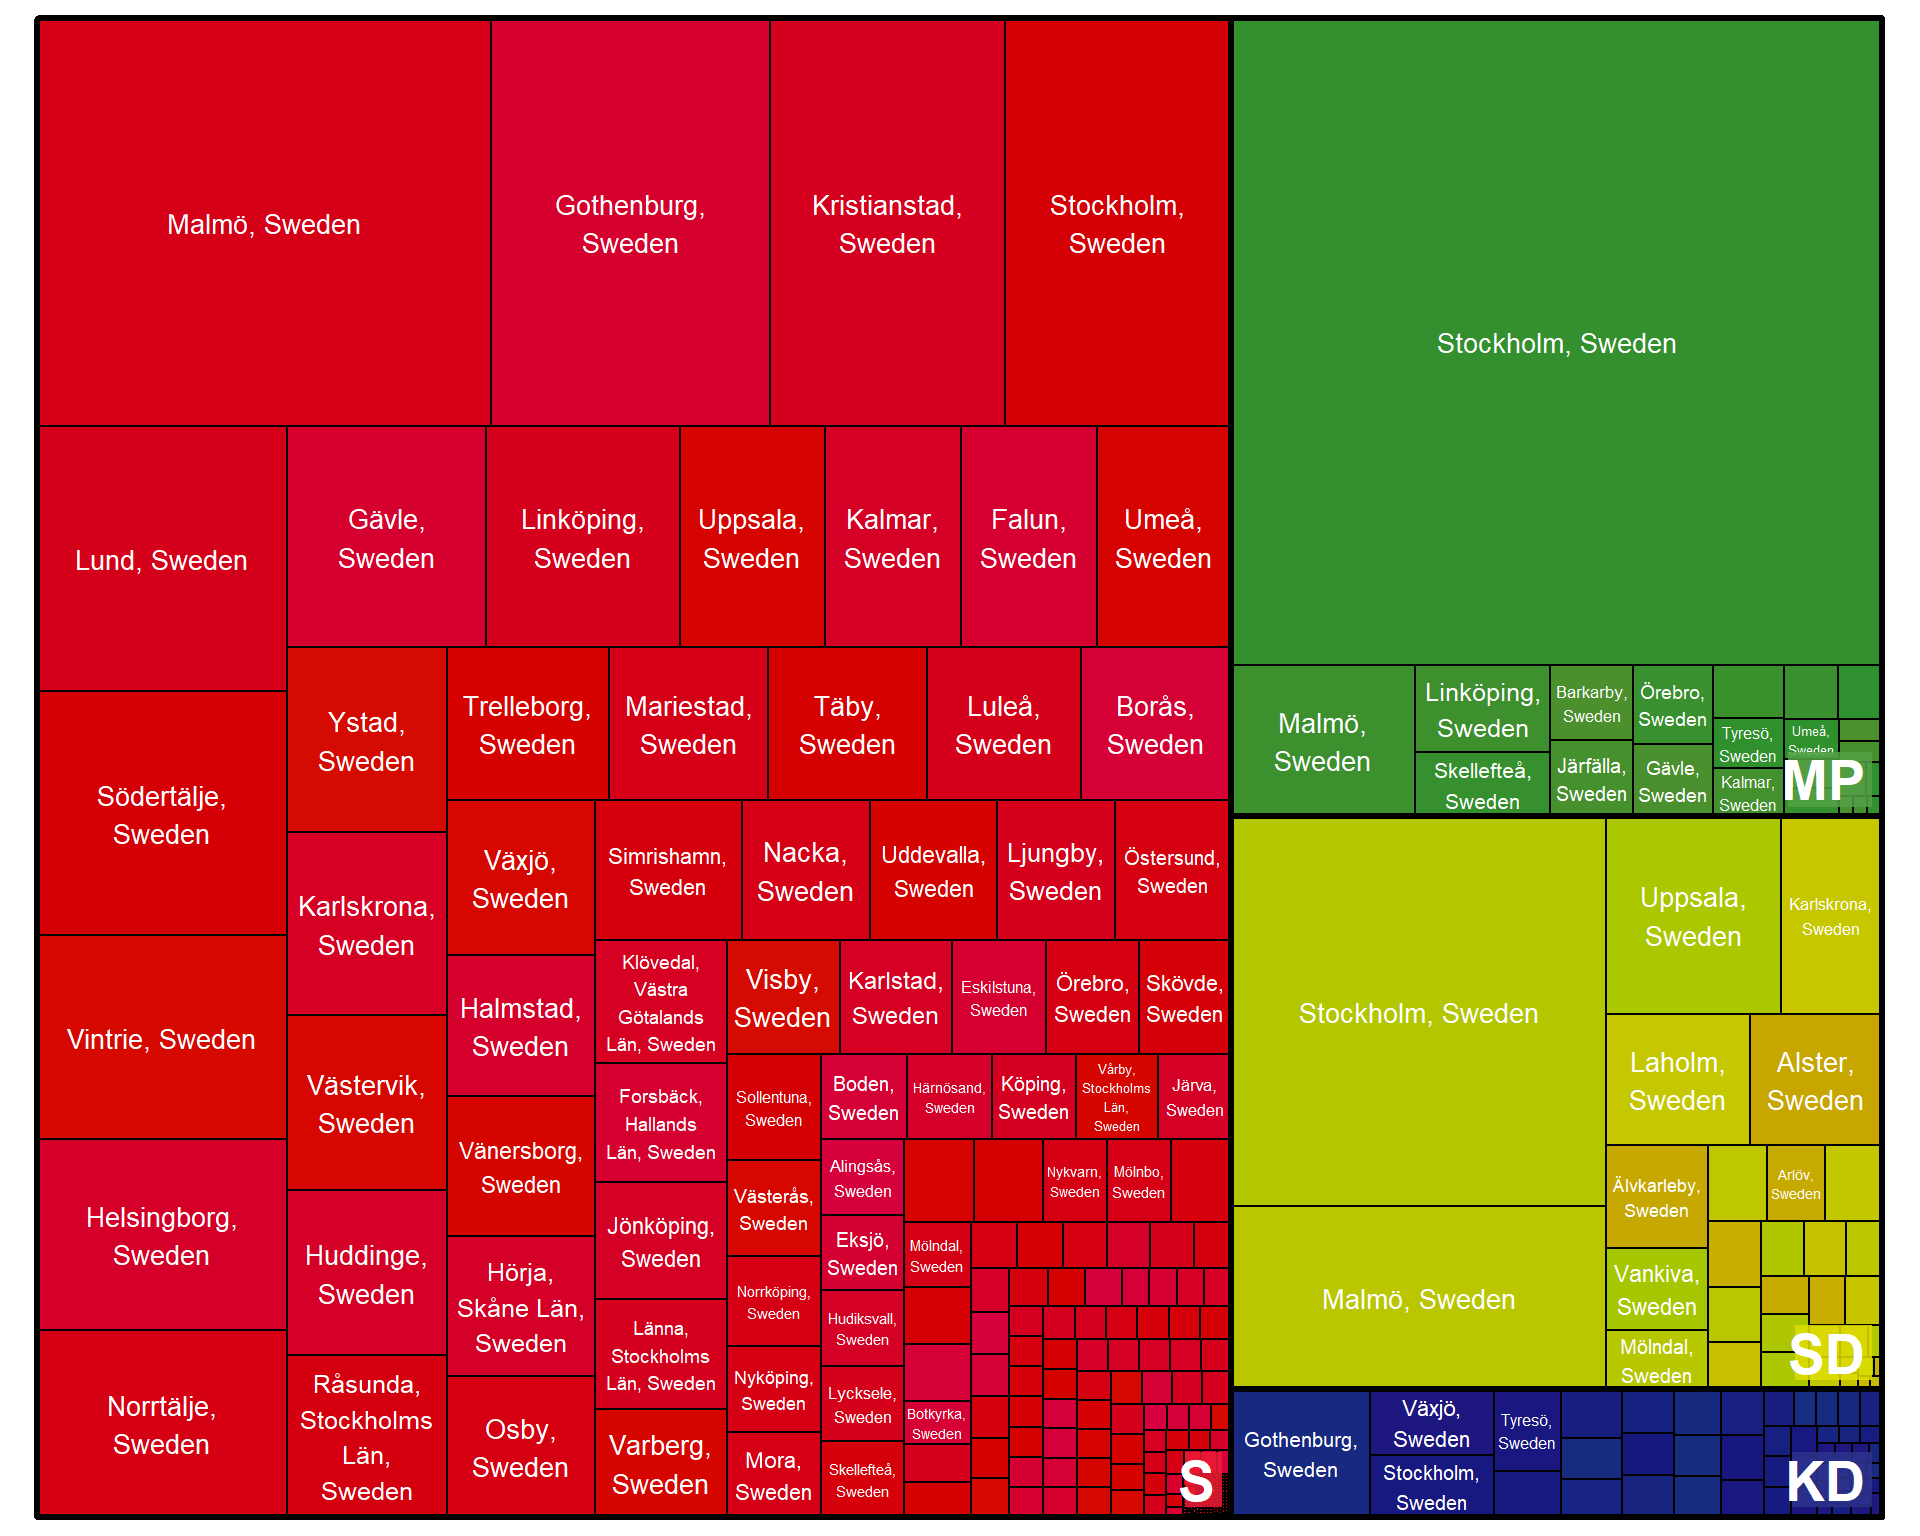 Malmö, Sweden
Gothenburg,
Sweden
Kristianstad,
Sweden
Stockholm,
Sweden
Lund, Sweden
Gävle,
Sweden
Linköping,
Sweden
Uppsala,
Sweden
Kalmar,
Sweden
Falun,
Sweden
Umeå,
Sweden
Södertälje,
Sweden
Ystad,
Sweden
Trelleborg,
Sweden
Mariestad,
Sweden
Täby,
Sweden
Luleå,
Sweden
Borås,
Sweden
Vintrie, Sweden
Karlskrona,
Sweden
Växjö,
Sweden
Simrishamn,
Sweden
Nacka,
Sweden
Uddevalla,
Sweden
Ljungby,
Sweden
Östersund,
Sweden
Helsingborg,
Sweden
Västervik,
Sweden
Halmstad,
Sweden
Klövedal,
Västra
Götalands
Län, Sweden
Visby,
Sweden
Karlstad,
Sweden
Eskilstuna,
Sweden
Örebro,
Sweden
Skövde,
Sweden
Norrtälje,
Sweden
Huddinge,
Sweden
Vänersborg,
Sweden
Forsbäck,
Hallands
Län, Sweden
Sollentuna,
Sweden
Boden,
Sweden
Härnösand,
Sweden
Köping,
Sweden
Vårby,
Stockholms
Län,
Sweden
Järva,
Sweden
Råsunda,
Stockholms
Län,
Sweden
Hörja,
Skåne Län,
Sweden
Jönköping,
Sweden
Västerås,
Sweden
Alingsås,
Sweden
Nykvarn,
Sweden
Mölnbo,
Sweden
Osby,
Sweden
Länna,
Stockholms
Län, Sweden
Norrköping,
Sweden
Eksjö,
Sweden
Mölndal,
Sweden
Varberg,
Sweden
Nyköping,
Sweden
Hudiksvall,
Sweden
Mora,
Sweden
Lycksele,
Sweden
Botkyrka,
Sweden
Skellefteå,
Sweden
S
Stockholm, Sweden
Malmö,
Sweden
Linköping,
Sweden
Skellefteå,
Sweden
Barkarby,
Sweden
Järfälla,
Sweden
Örebro,
Sweden
Gävle,
Sweden
Tyresö,
Sweden
Kalmar,
Sweden
Umeå,
Sweden
MP
Stockholm, Sweden
Malmö, Sweden
Uppsala,
Sweden
Karlskrona,
Sweden
Laholm,
Sweden
Alster,
Sweden
Älvkarleby,
Sweden
Arlöv,
Sweden
Vankiva,
Sweden
Mölndal,
Sweden
SD
Gothenburg,
Sweden
Växjö,
Sweden
Stockholm,
Sweden
Tyresö,
Sweden
KD